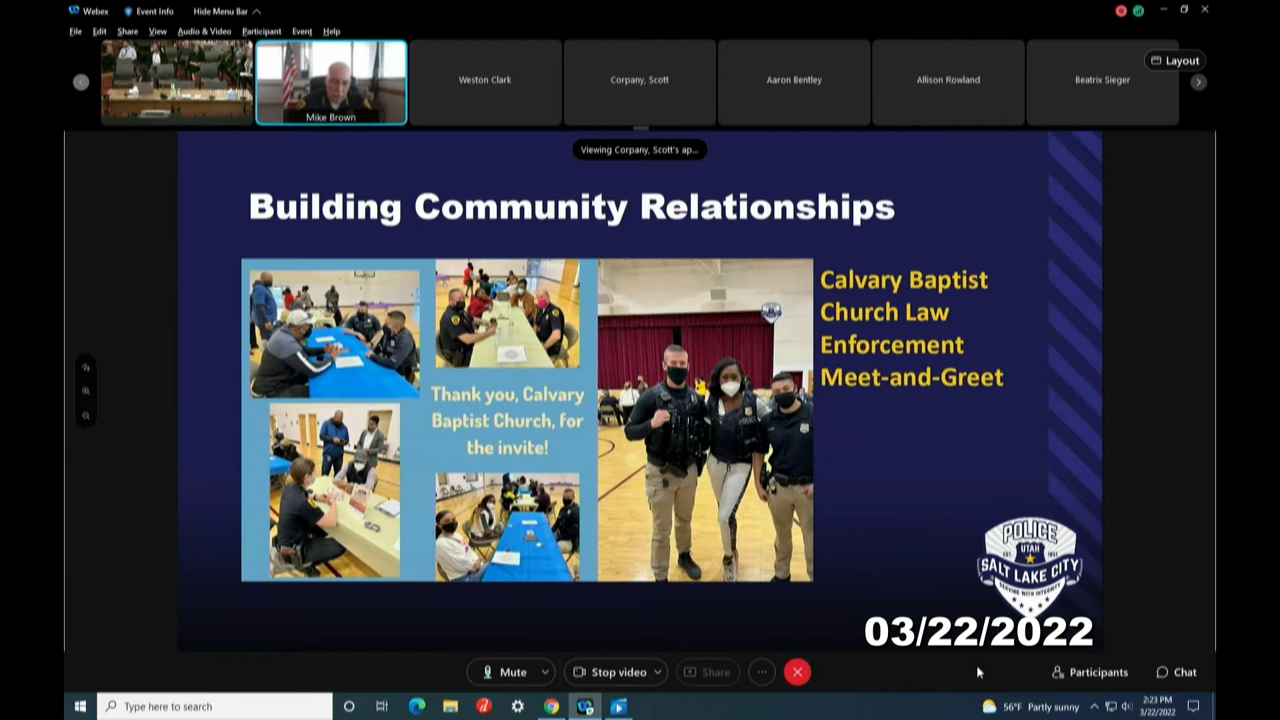 Webex
Event Info
Hide Menu Bar
File
Edit
Share
View
Audio & Video
Participant
Event
Help
Mike Brown
Weston Clark
Corpany, Scott
Aaron Bentley
Allison Rowland
Beatrix Sieger
Layout
Viewing Corpany, Scott's ap...
Building Community Relationships
Thank you, Calvary
Baptist Church, for
the invite!
Calvary Baptist
Church Law
Enforcement
Meet-and-Greet
POLICE
UTAH
SALT LAKE CITY
SERVING WITH INTEGRITY
03/22/2022
Mute
Stop video
Share
Participants
Chat
Type here to search
56°F Partly sunny
2:23 PM
3/22/2022